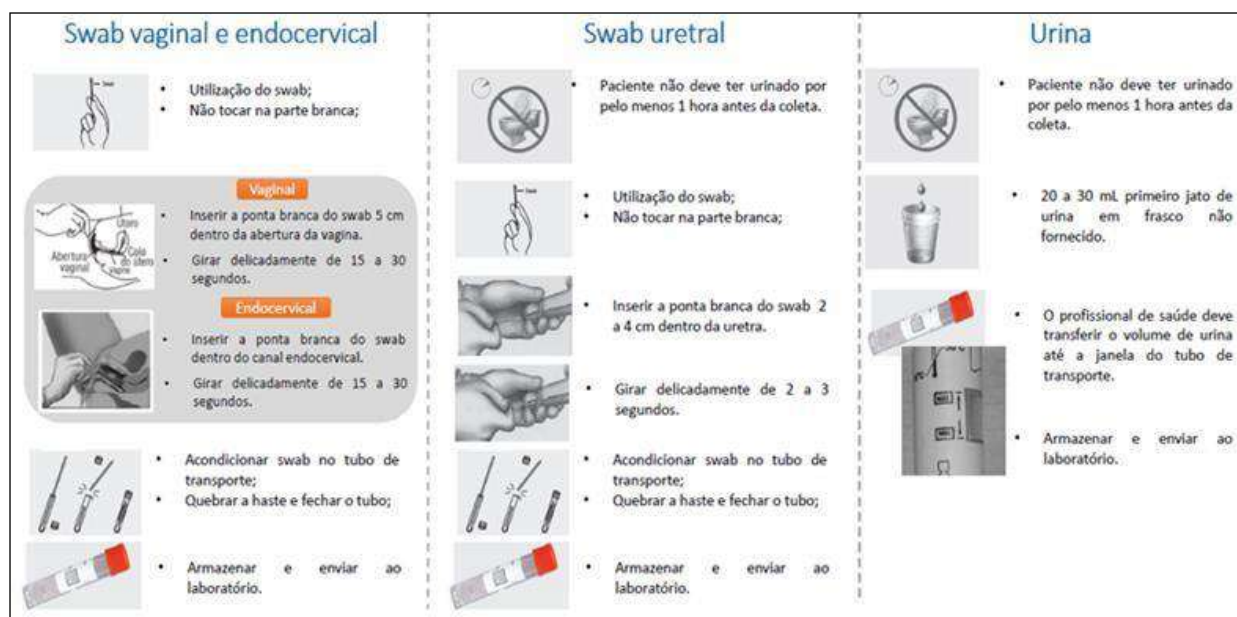 Swab vaginal e endocervical
• Utilização do swab;
• Não tocar na parte branca;
Vaginal
Útero
Colo
do útero
Abertura
vaginal
vagina
• Inserir a ponta branca do swab 5 cm
dentro da abertura da vagina.
• Girar delicadamente de 15 a 30
segundos.
Endocervical
• Inserir a ponta branca do swab
dentro do canal endocervical.
• Girar delicadamente de 15 a 30
segundos.
• Acondicionar swab no tubo de
transporte;
• Quebrar a haste e fechar o tubo;
• Armazenar e enviar ao
laboratório.
Swab uretral
• Paciente não deve ter urinado por
pelo menos 1 hora antes da coleta.
• Utilização do swab;
• Não tocar na parte branca;
• Inserir a ponta branca do swab 2
a 4 cm dentro da uretra.
• Girar delicadamente de 2 a 3
segundos.
• Acondicionar swab no tubo de
transporte;
• Quebrar a haste e fechar o tubo;
• Armazenar e enviar ao
laboratório.
Urina
• Paciente não deve ter urinado
por pelo menos 1 hora antes da
coleta.
• 20 a 30 mL primeiro jato de
urina em frasco não
fornecido.
• O profissional de saúde deve
transferir o volume de urina
até a janela do tubo de
transporte.
• Armazenar e enviar ao
laboratório.